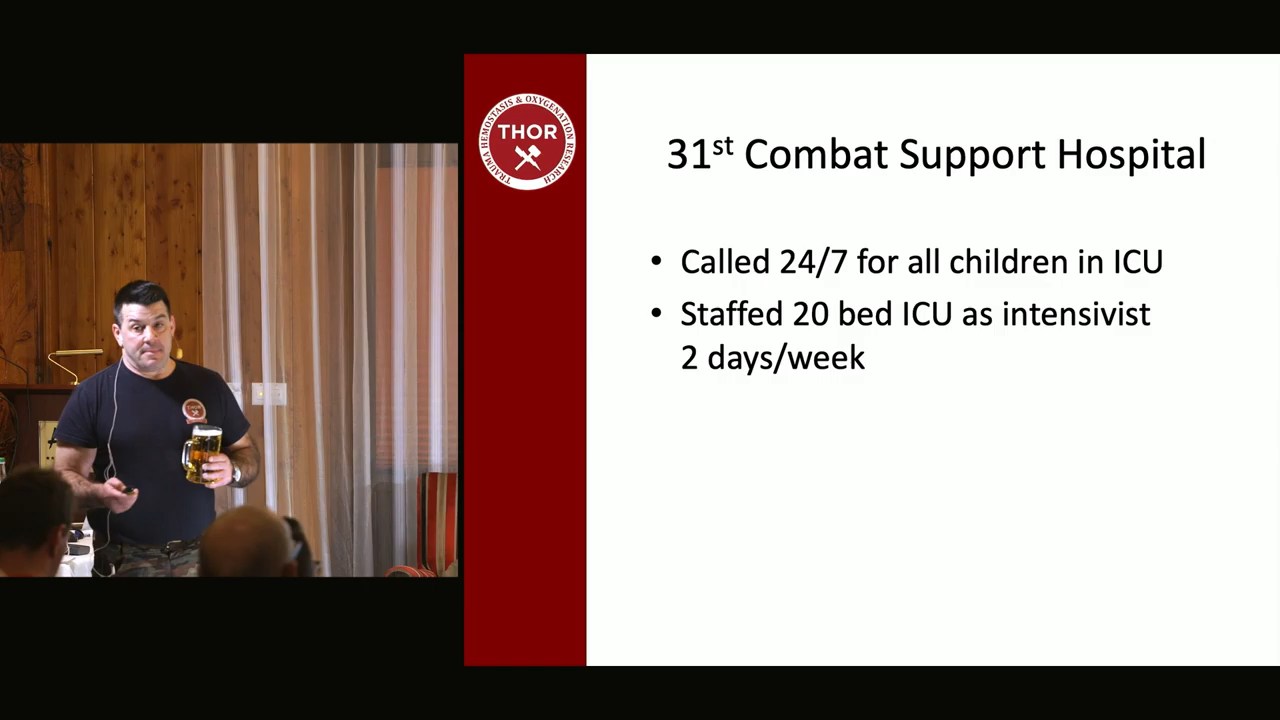 TRAUMA HEMOSTASIS & OXYGENATION RESEARCH
THOR
31st Combat Support Hospital
• Called 24/7 for all children in ICU
• Staffed 20 bed ICU as intensivist
2 days/week
THOR